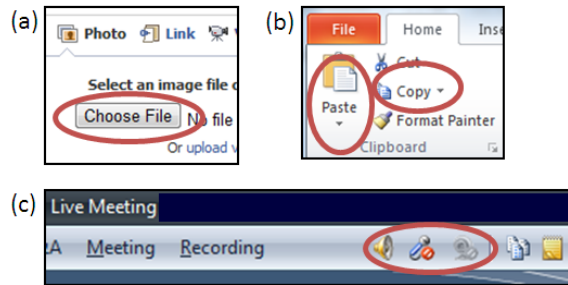 (a)
Photo Link
Select an image file
Choose File No file
Or upload
(b)
File Home Inse
Cut
Copy
Paste
Format Painter
Clipboard
(c)
Live Meeting
Meeting Recording